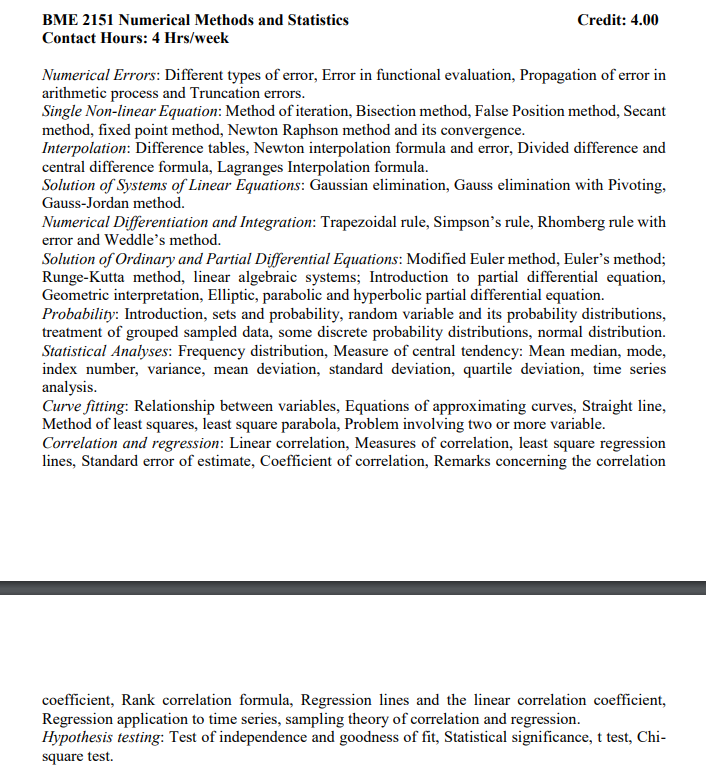 BME 2151 Numerical Methods and Statistics Credit: 4.00
Contact Hours: 4 Hrs/week
Numerical Errors: Different types of error, Error in functional evaluation, Propagation of error in
arithmetic process and Truncation errors.
Single Non-linear Equation: Method of iteration, Bisection method, False Position method, Secant
method, fixed point method, Newton Raphson method and its convergence.
Interpolation: Difference tables, Newton interpolation formula and error, Divided difference and
central difference formula, Lagranges Interpolation formula.
Solution of Systems of Linear Equations: Gaussian elimination, Gauss elimination with Pivoting,
Gauss-Jordan method.
Numerical Differentiation and Integration: Trapezoidal rule, Simpson’s rule, Rhomberg rule with
error and Weddle’s method.
Solution of Ordinary and Partial Differential Equations: Modified Euler method, Euler’s method;
Runge-Kutta method, linear algebraic systems; Introduction to partial differential equation,
Geometric interpretation, Elliptic, parabolic and hyperbolic partial differential equation.
Probability: Introduction, sets and probability, random variable and its probability distributions,
treatment of grouped sampled data, some discrete probability distributions, normal distribution.
Statistical Analyses: Frequency distribution, Measure of central tendency: Mean median, mode,
index number, variance, mean deviation, standard deviation, quartile deviation, time series
analysis.
Curve fitting: Relationship between variables, Equations of approximating curves, Straight line,
Method of least squares, least square parabola, Problem involving two or more variable.
Correlation and regression: Linear correlation, Measures of correlation, least square regression
lines, Standard error of estimate, Coefficient of correlation, Remarks concerning the correlation
coefficient, Rank correlation formula, Regression lines and the linear correlation coefficient,
Regression application to time series, sampling theory of correlation and regression.
Hypothesis testing: Test of independence and goodness of fit, Statistical significance, t test, Chi-
square test.